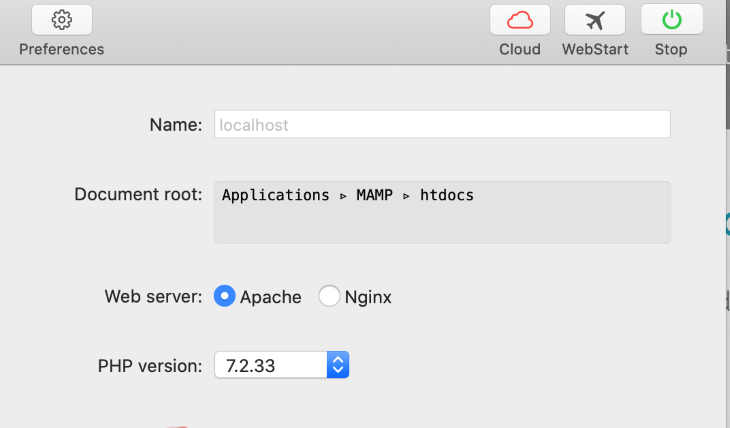 Preferences
Cloud
WebStart
Stop
Name: localhost
Document root: Applications ▹ MAMP ▹ htdocs
Web server: Apache Nginx
PHP version: 7.2.33